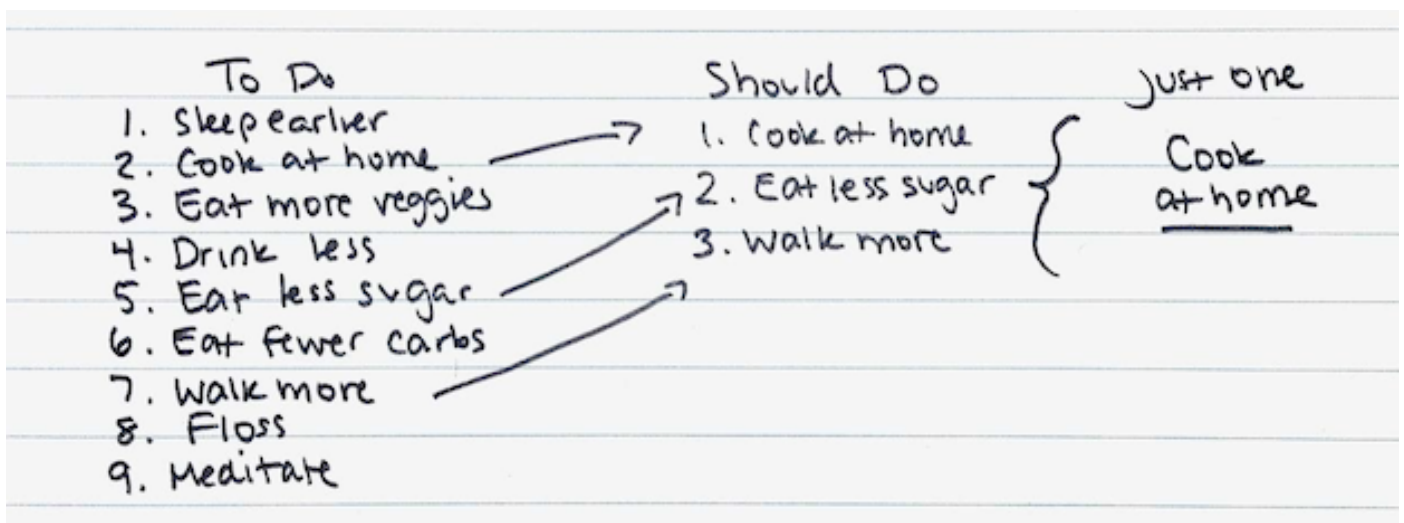 To Do
1. Sleep earlier
2. Cook at home
3. Eat more veggies
4. Drink less
5. Eat less sugar
6. Eat fewer carbs
7. Walk more
8. Floss
9. Meditate
Should Do
1. Cook at home
2. Eat less sugar
3. Walk more
Just one
Cook
at home